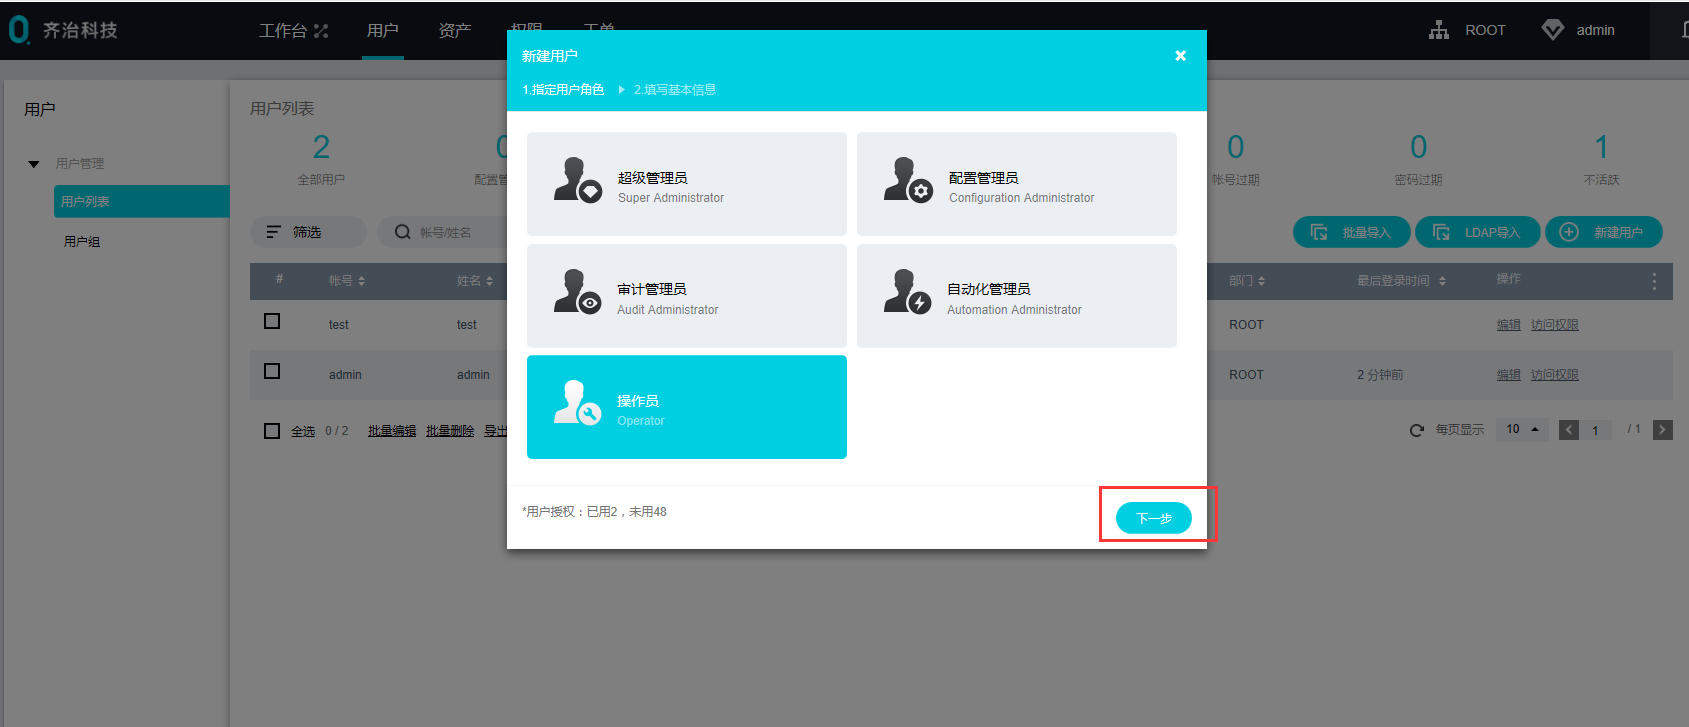 齐治科技
工作台
用户
资产
ROOT
admin
新建用户
1.指定用户角色
2.填写基本信息
超级管理员
Super Administrator
配置管理员
Configuration Administrator
审计管理员
Audit Administrator
自动化管理员
Automation Administrator
操作员
Operator
*用户授权：已用2，未用48
下一步
用户
用户管理
用户列表
用户组
用户列表
2
全部用户
0
帐号过期
0
密码过期
1
不活跃
筛选
帐号/姓名
批量导入
LDAP导入
新建用户
# 帐号 姓名 部门 最后登录时间 操作
test test ROOT 编辑 访问权限
admin admin ROOT 2 分钟前 编辑 访问权限
全选 0 / 2 批量编辑 批量删除 导出
每页显示 10 1 / 1